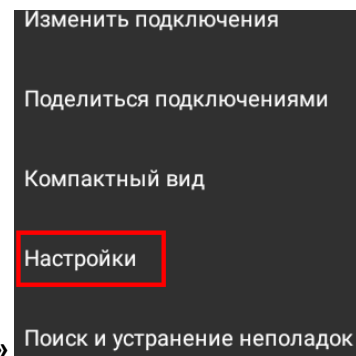 Изменить подключения
Поделиться подключениями
Компактный вид
Настройки
» Поиск и устранение неполадок